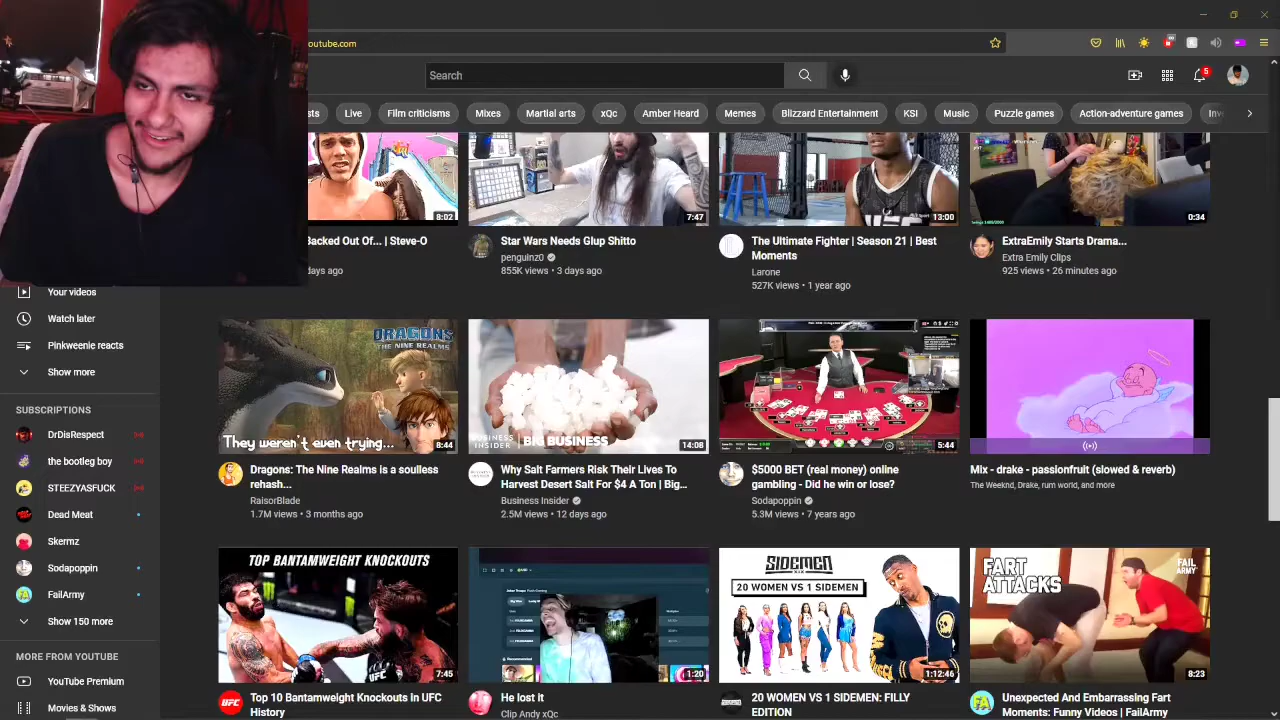 outube.com
Search
5
sts
Live
Film criticisms
Mixes
Martial arts
xQc
Amber Heard
Memes
Blizzard Entertainment
KSI
Music
Puzzle games
Action-adventure games
Inv
8:02
7:47
13:00
0:34
Backed Out Of... | Steve-O
days ago
Star Wars Needs Glup Shitto
penguinz0
855K views • 3 days ago
The Ultimate Fighter | Season 21 | Best
Moments
Larone
527K views • 1 year ago
ExtraEmily Starts Drama...
Extra Emily Clips
925 views • 26 minutes ago
Your videos
Watch later
Pinkweenie reacts
Show more
SUBSCRIPTIONS
DrDisRespect
the bootleg boy
STEEZYASFUCK
Dead Meat
Skermz
Sodapoppin
FailArmy
Show 150 more
MORE FROM YOUTUBE
YouTube Premium
Movies & Shows
DRAGONS
THE NINE REALMS
They weren't even trying...
8:44
Dragons: The Nine Realms is a soulless
rehash...
RaisorBlade
1.7M views • 3 months ago
BUSINESS
INSIDER
BIG BUSINESS
14:08
Why Salt Farmers Risk Their Lives To
Harvest Desert Salt For $4 A Ton | Big...
Business Insider
2.5M views • 12 days ago
5:44
$5000 BET (real money) online
gambling - Did he win or lose?
Sodapoppin
5.3M views • 7 years ago
Mix - drake - passionfruit (slowed & reverb)
The Weeknd, Drake, rum world, and more
TOP BANTAMWEIGHT KNOCKOUTS
7:45
UFC
Top 10 Bantamweight Knockouts in UFC
History
1:20
He lost It
Clip Andy xQc
SIDEMEN
20 WOMEN VS 1 SIDEMEN
1:12:46
20 WOMEN VS 1 SIDEMEN: FILLY
EDITION
FART
ATTACKS
FAIL
ARMY
8:23
Unexpected And Embarrassing Fart
Moments: Funny Videos | FailArmy